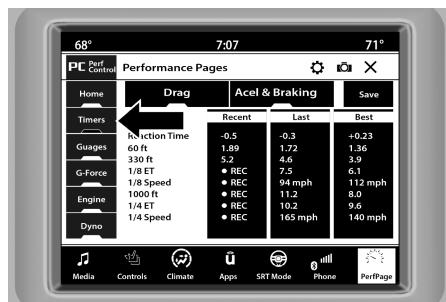 68° 7:07 71°
PC Perf Control Performance Pages
Home Drag Acel & Braking Save
Timers Recent Last Best
Reaction Time -0.5 -0.3 +0.23
60 ft 1.89 1.72 1.36
Guages 330 ft 5.2 4.6 3.9
1/8 ET • REC 7.5 6.1
G-Force 1/8 Speed • REC 94 mph 112 mph
1000 ft • REC 11.2 8.0
Engine 1/4 ET • REC 10.2 9.6
1/4 Speed • REC 165 mph 140 mph
Dyno
Media Controls Climate Apps SRT Mode Phone PerfPage